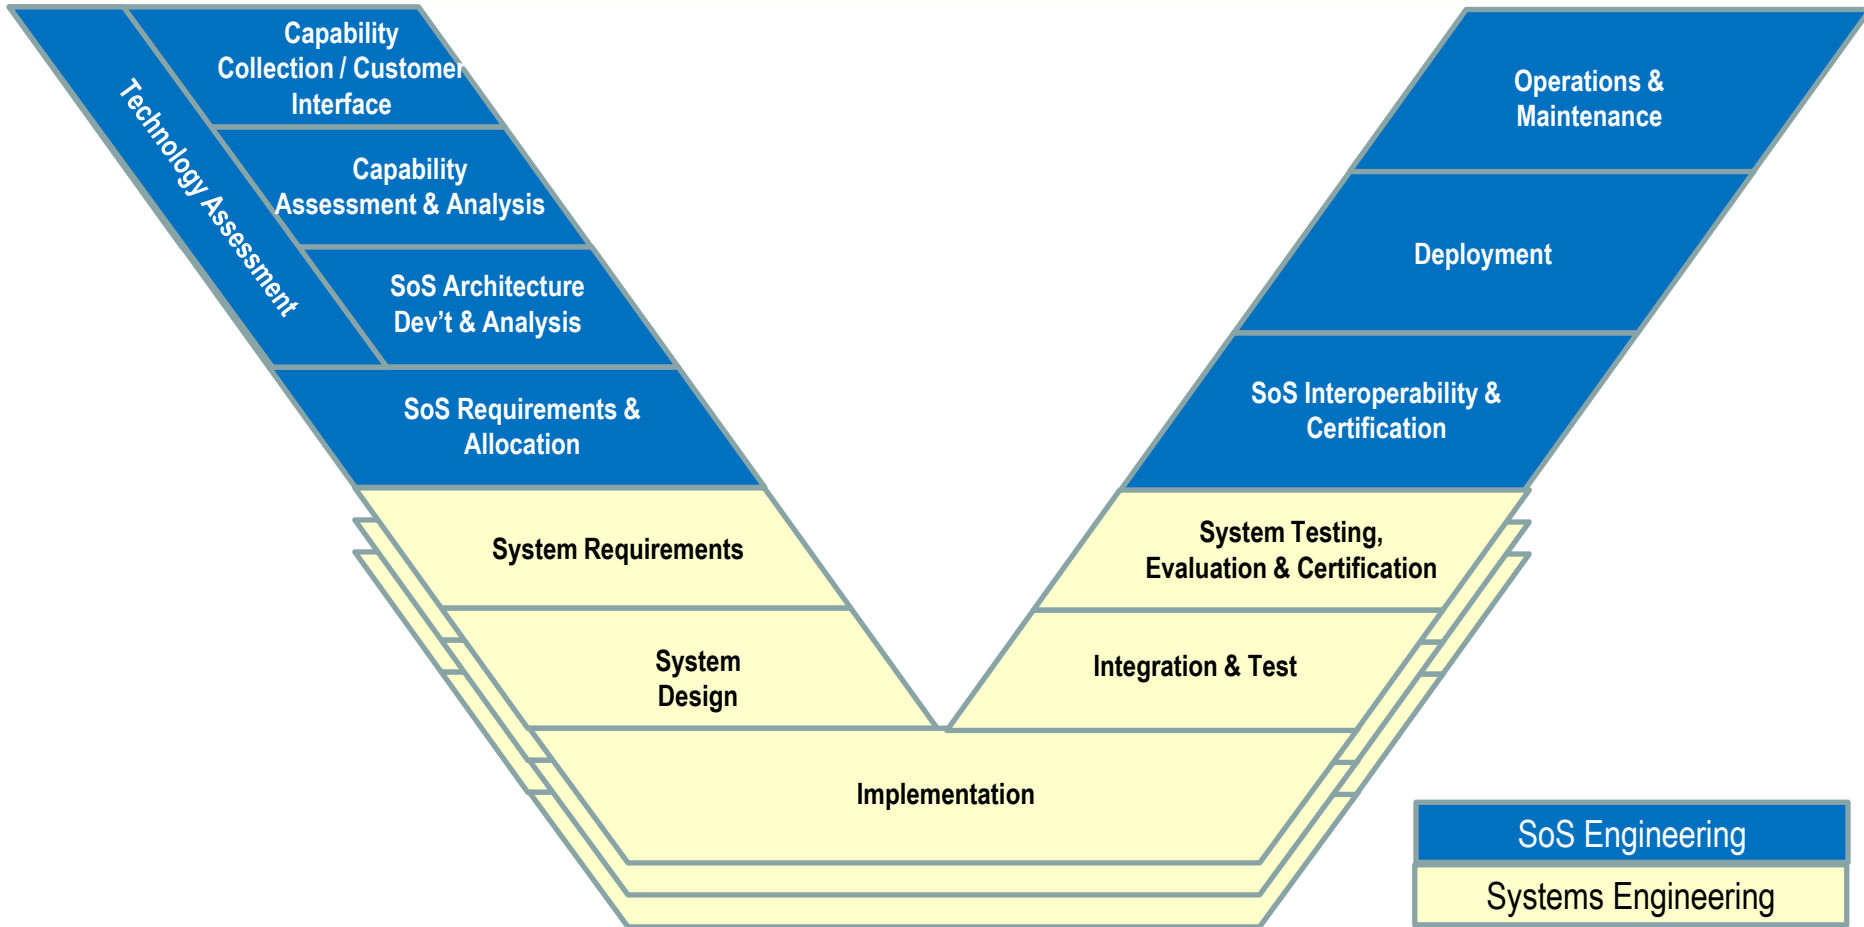 Technology Assessment
Capability
Collection / Customer
Interface
Capability
Assessment & Analysis
SoS Architecture
Dev’t & Analysis
SoS Requirements &
Allocation
System Requirements
System
Design
Implementation
Operations &
Maintenance
Deployment
SoS Interoperability &
Certification
System Testing,
Evaluation & Certification
Integration & Test
SoS Engineering
Systems Engineering